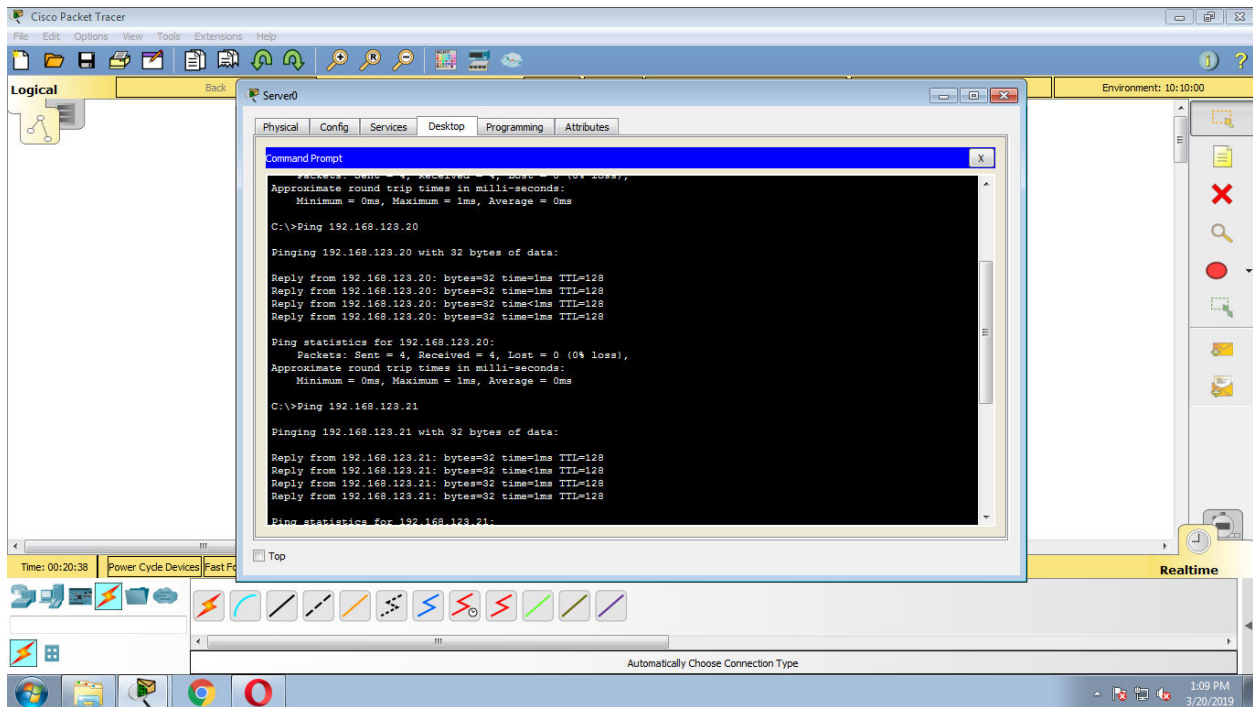 Cisco Packet Tracer
File Edit Options View Tools Extensions Help
Logical
Back
Environment: 10:10:00
Server0
Physical Config Services Desktop Programming Attributes
Command Prompt
X
Packets: Sent = 4, Received = 4, Lost = 0 (0% loss),
Approximate round trip times in milli-seconds:
Minimum = 0ms, Maximum = 1ms, Average = 0ms
C:\>Ping 192.168.123.20
Pinging 192.168.123.20 with 32 bytes of data:
Reply from 192.168.123.20: bytes=32 time=1ms TTL=128
Reply from 192.168.123.20: bytes=32 time=1ms TTL=128
Reply from 192.168.123.20: bytes=32 time<1ms TTL=128
Reply from 192.168.123.20: bytes=32 time=1ms TTL=128
Ping statistics for 192.168.123.20:
Packets: Sent = 4, Received = 4, Lost = 0 (0% loss),
Approximate round trip times in milli-seconds:
Minimum = 0ms, Maximum = 1ms, Average = 0ms
C:\>Ping 192.168.123.21
Pinging 192.168.123.21 with 32 bytes of data:
Reply from 192.168.123.21: bytes=32 time=1ms TTL=128
Reply from 192.168.123.21: bytes=32 time<1ms TTL=128
Reply from 192.168.123.21: bytes=32 time=1ms TTL=128
Reply from 192.168.123.21: bytes=32 time=1ms TTL=128
Ping statistics for 192.168.123.21:
Top
Time: 00:20:38 Power Cycle Devices Fast Fo
Realtime
Automatically Choose Connection Type
1:09 PM
3/20/2019